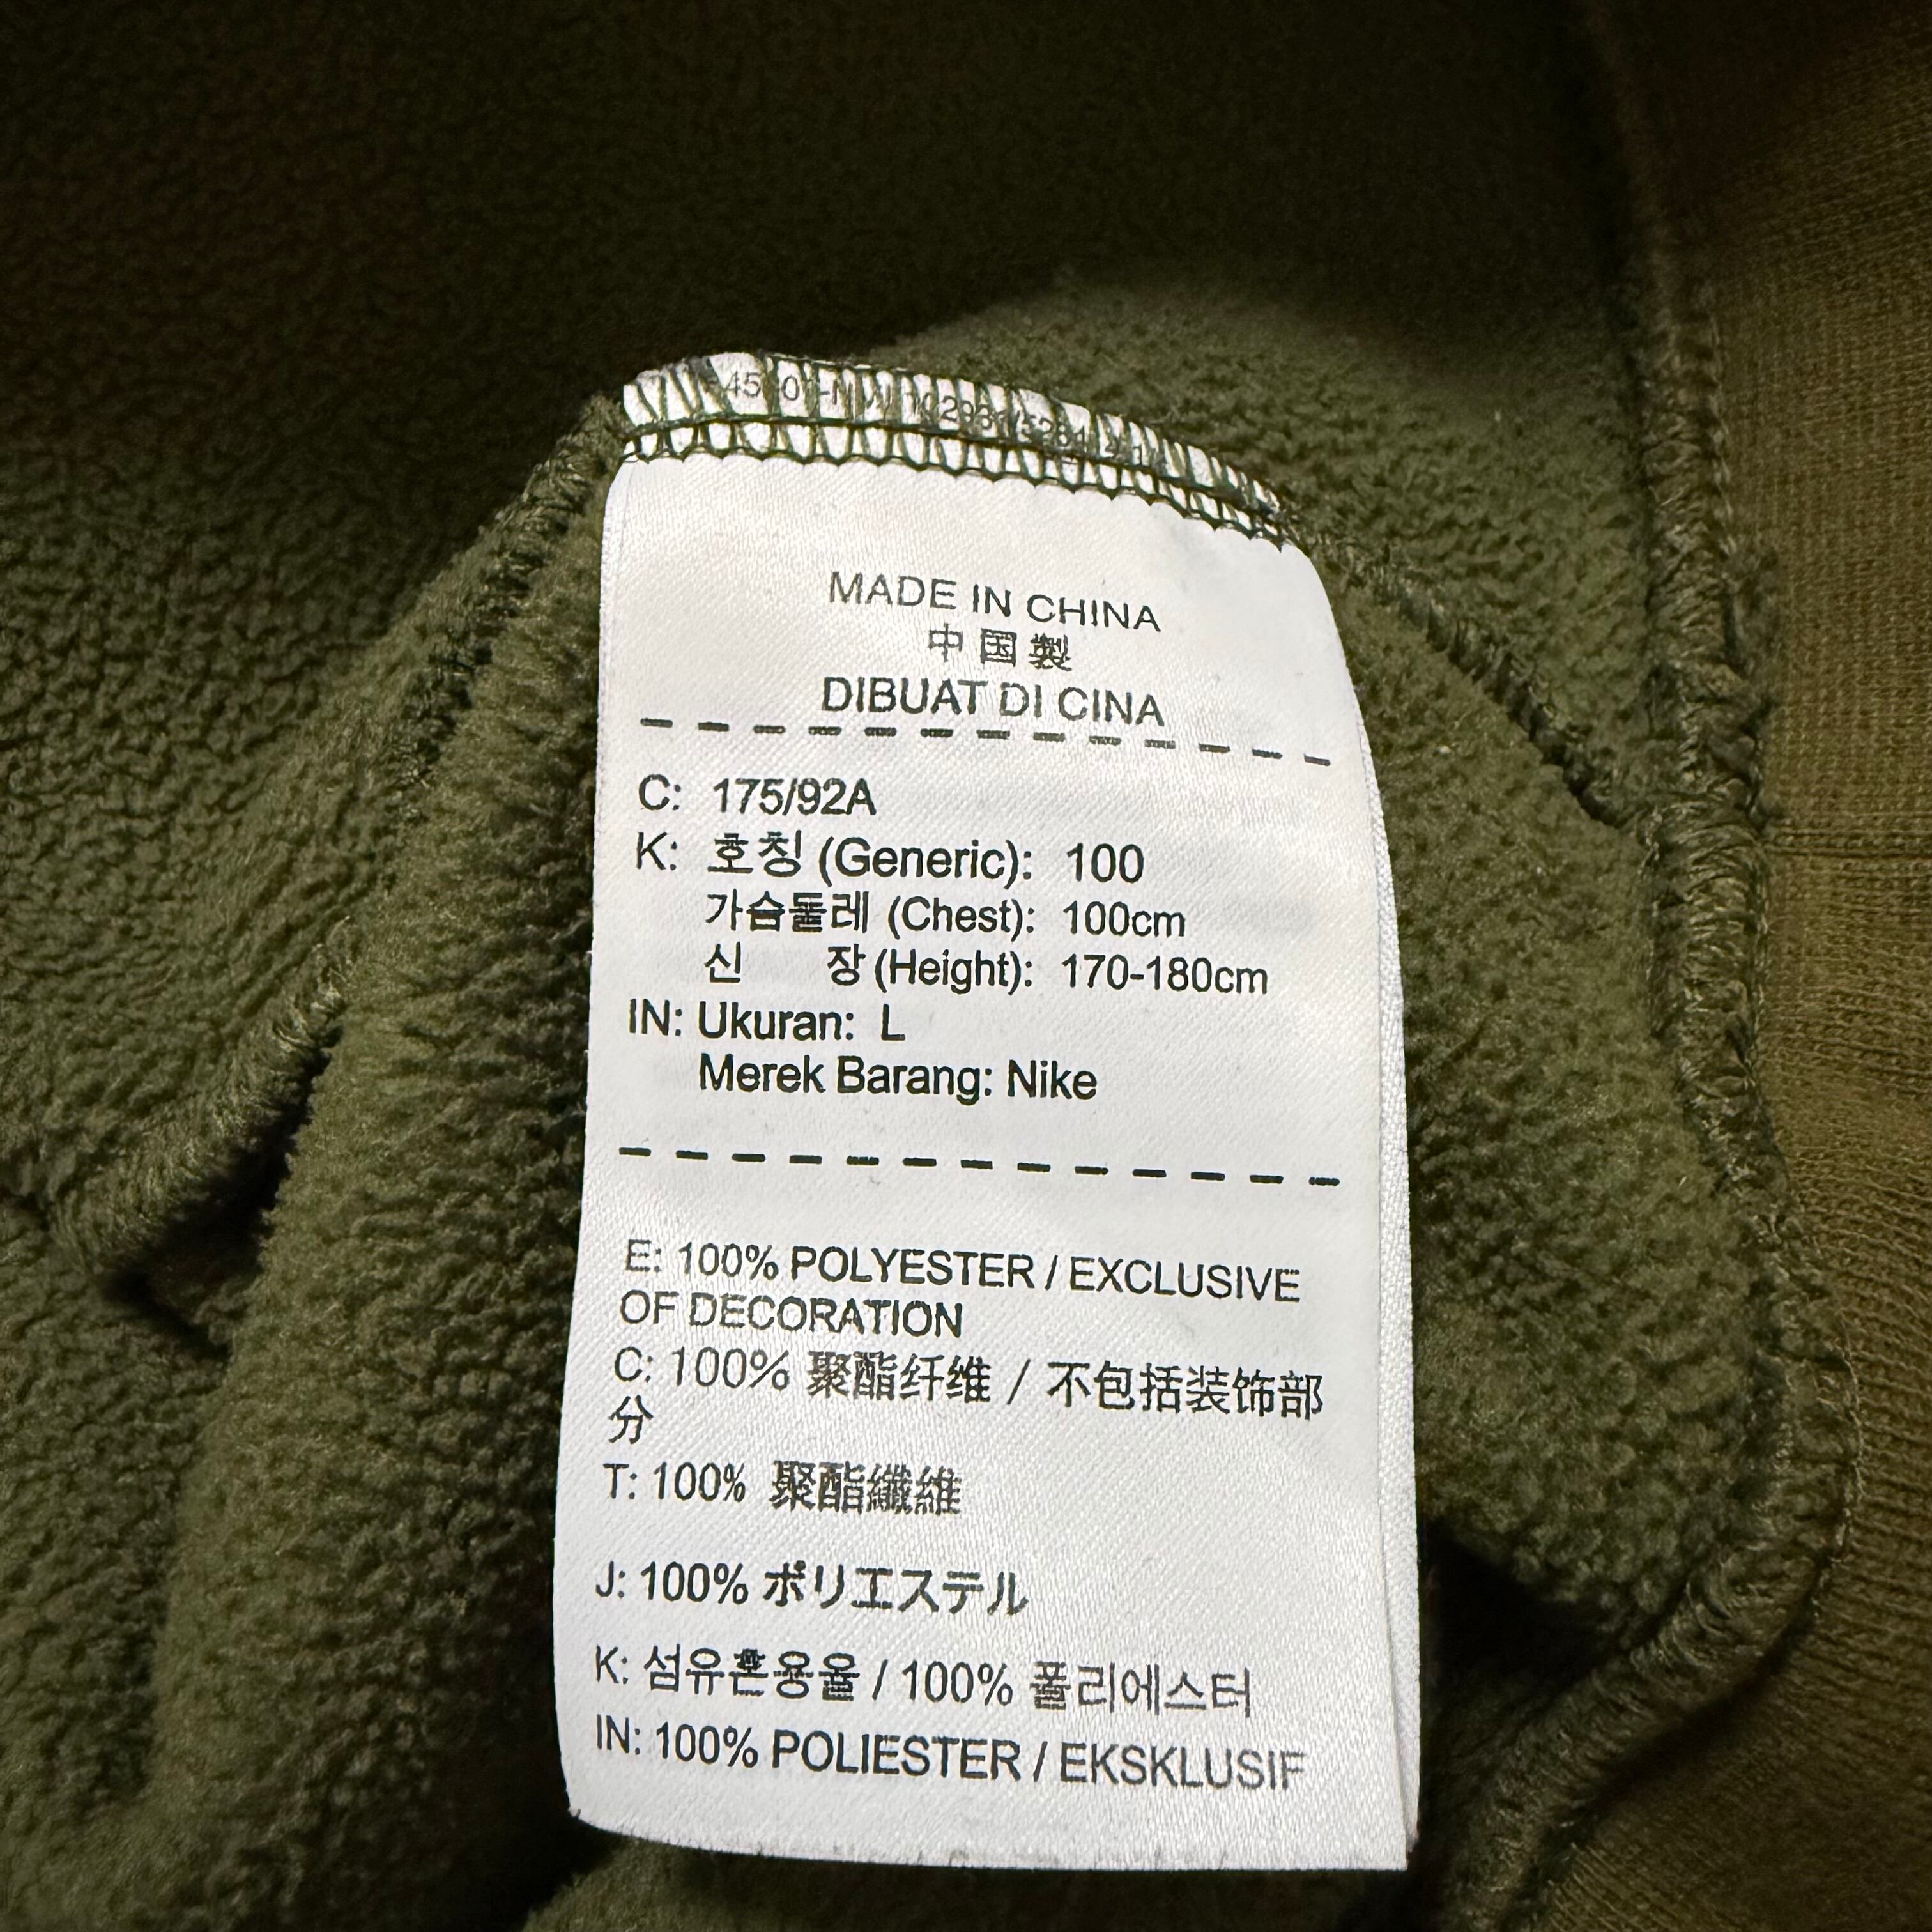 MADE IN CHINA
中国製
DIBUAT DI CINA
C: 175/92A
K: 호칭 (Generic): 100
가슴둘레 (Chest): 100cm
신 장 (Height): 170-180cm
IN: Ukuran: L
Merek Barang: Nike
E: 100% POLYESTER / EXCLUSIVE
OF DECORATION
C: 100% 聚酯纤维 / 不包括装饰部
分
T: 100% 聚酯纖維
J: 100% ポリエステル
K: 섬유혼용율 / 100% 폴리에스터
IN: 100% POLIESTER / EKSKLUSIF